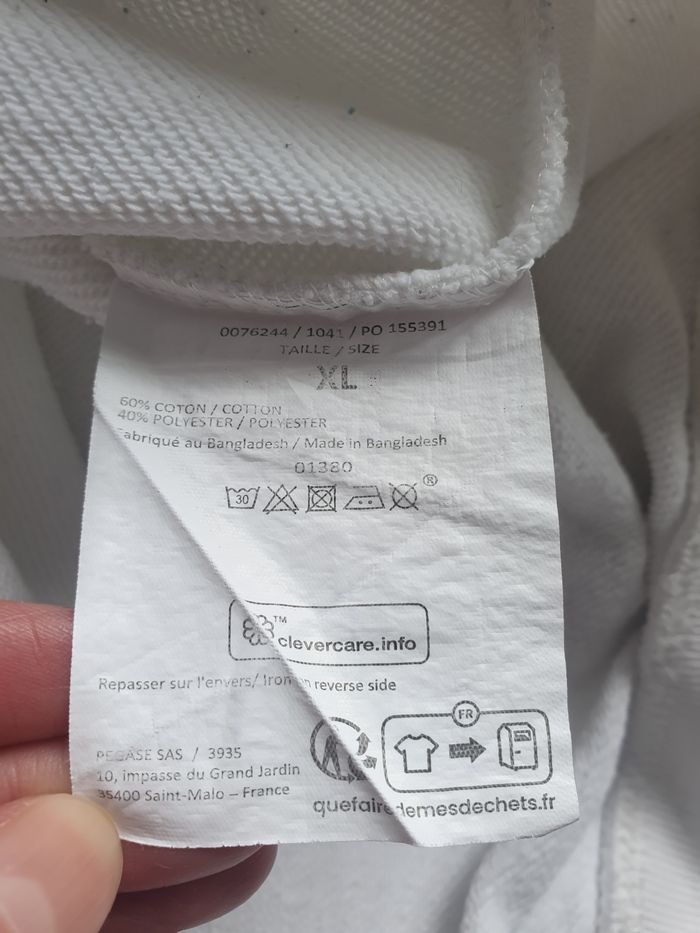 0076244 / 1041 / PO 155391
TAILLE / SIZE
XL
60% COTON / COTTON
40% POLYESTER / POLYESTER
Fabriqué au Bangladesh / Made in Bangladesh
01380
30
®
TM
clevercare.info
Repasser sur l'envers/ Iron on reverse side
FR
PEGASE SAS / 3935
10, impasse du Grand Jardin
35400 Saint-Malo – France
quefairedemesdechets.fr